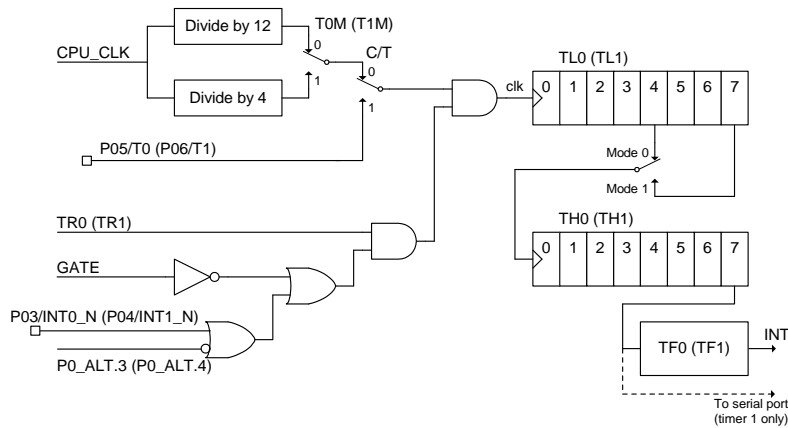 Divide by 12
T0M (T1M)
CPU_CLK
0
C/T
TL0 (TL1)
0
1
Divide by 4
clk
0 1 2 3 4 5 6 7
1
P05/T0 (P06/T1)
Mode 0
Mode 1
TR0 (TR1)
TH0 (TH1)
0 1 2 3 4 5 6 7
GATE
P03/INT0_N (P04/INT1_N)
TF0 (TF1)
INT
P0_ALT.3 (P0_ALT.4)
To serial port
(timer 1 only)